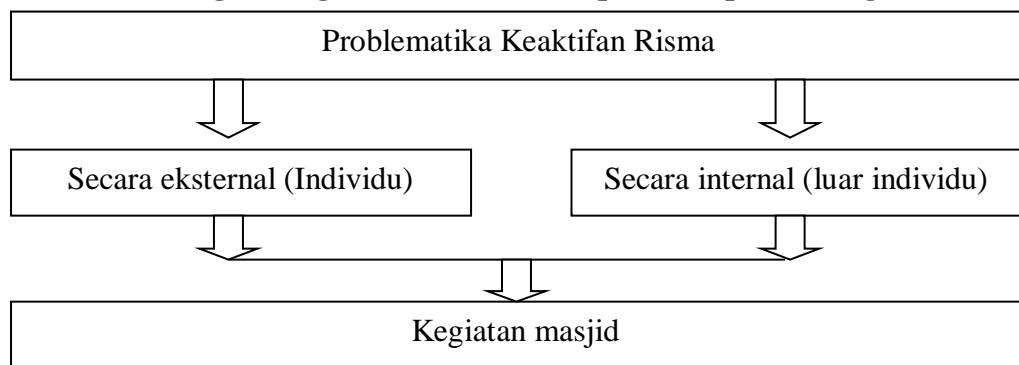 Problematika Keaktifan Risma
Secara eksternal (Individu)
Secara internal (luar individu)
Kegiatan masjid